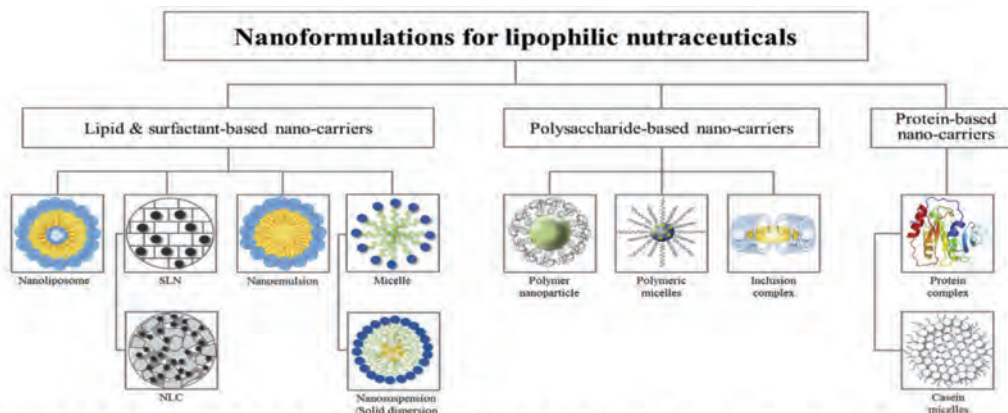 Nanoformulations for lipophilic nutraceuticals
Lipid & surfactant-based nano-carriers
Polysaccharide-based nano-carriers
Protein-based
nano-carriers
Nanoliposome
SLN
Nanoemulsion
Micelle
Polymer
nanoparticle
Polymeric
micelles
Inclusion
complex
Protein
complex
NLC
Nanosuspension
/Solid dispersion
Casein
micelles